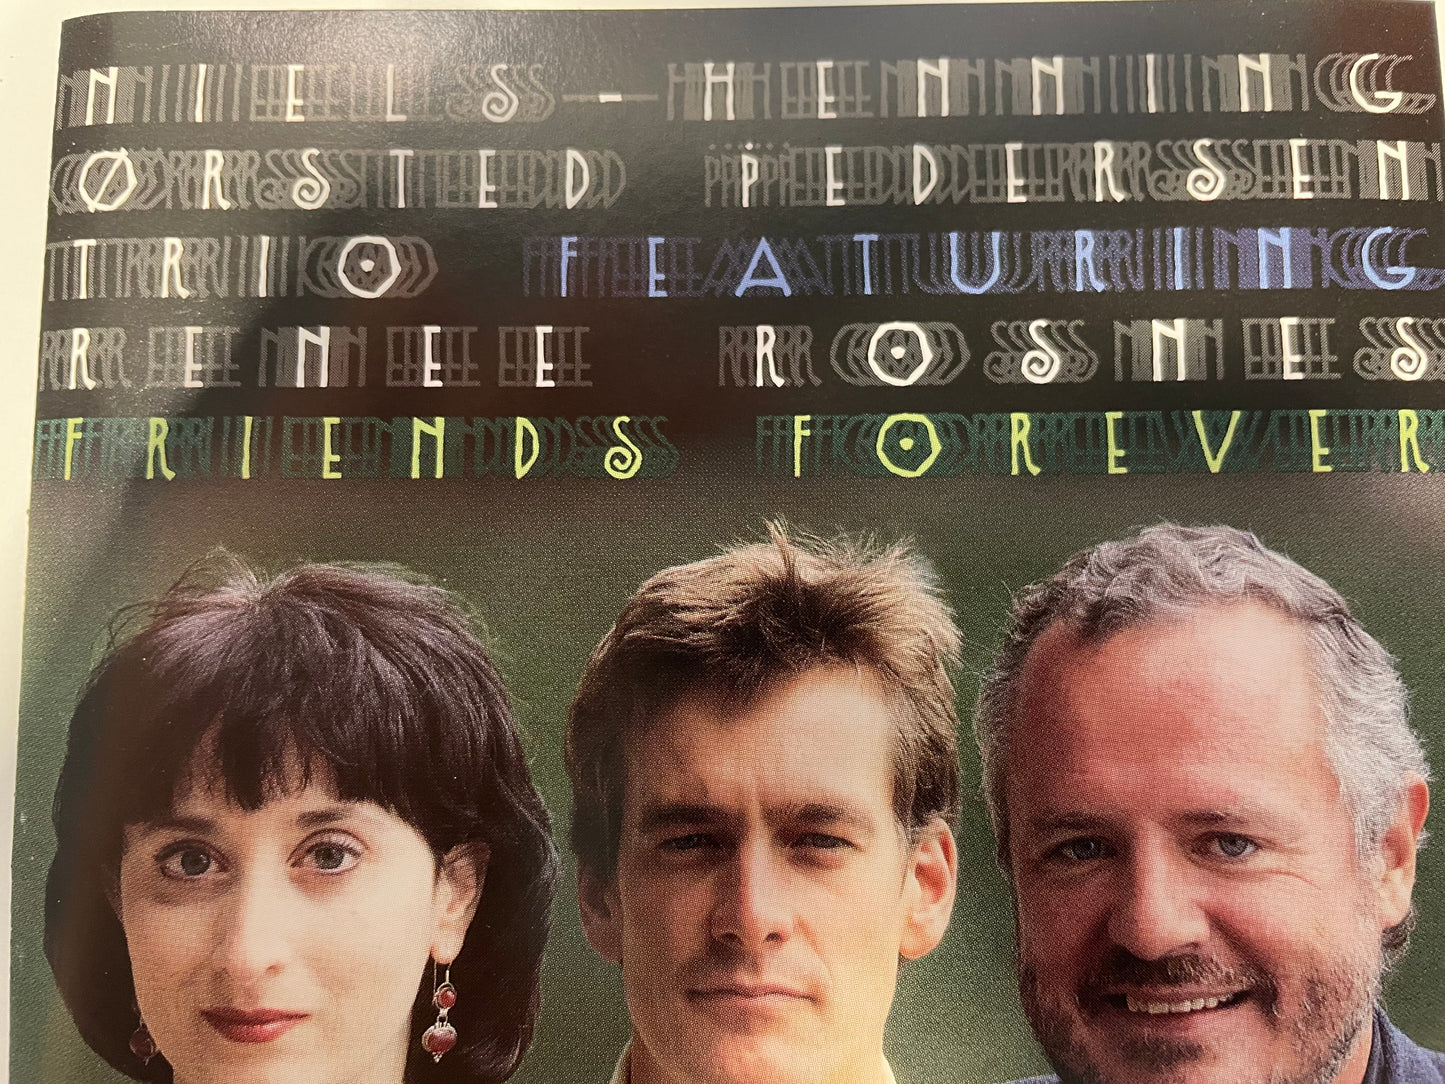 NIELS-HENNING
ØRSTED PEDERSEN
TRIO FEATURING
RENEE ROSNES
FRIENDS FOREVER